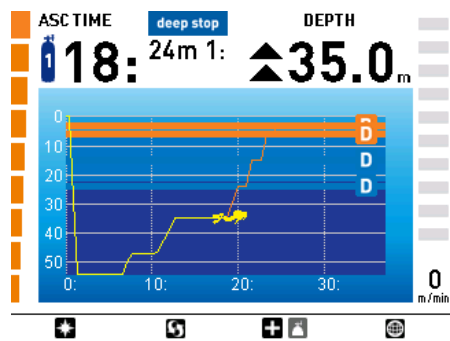 ASC TIME
deep stop
DEPTH
1
18:
24m 1:
35.0m
0
10
20
30
40
50
D
D
D
D
0:
10:
20:
30:
0
m/min